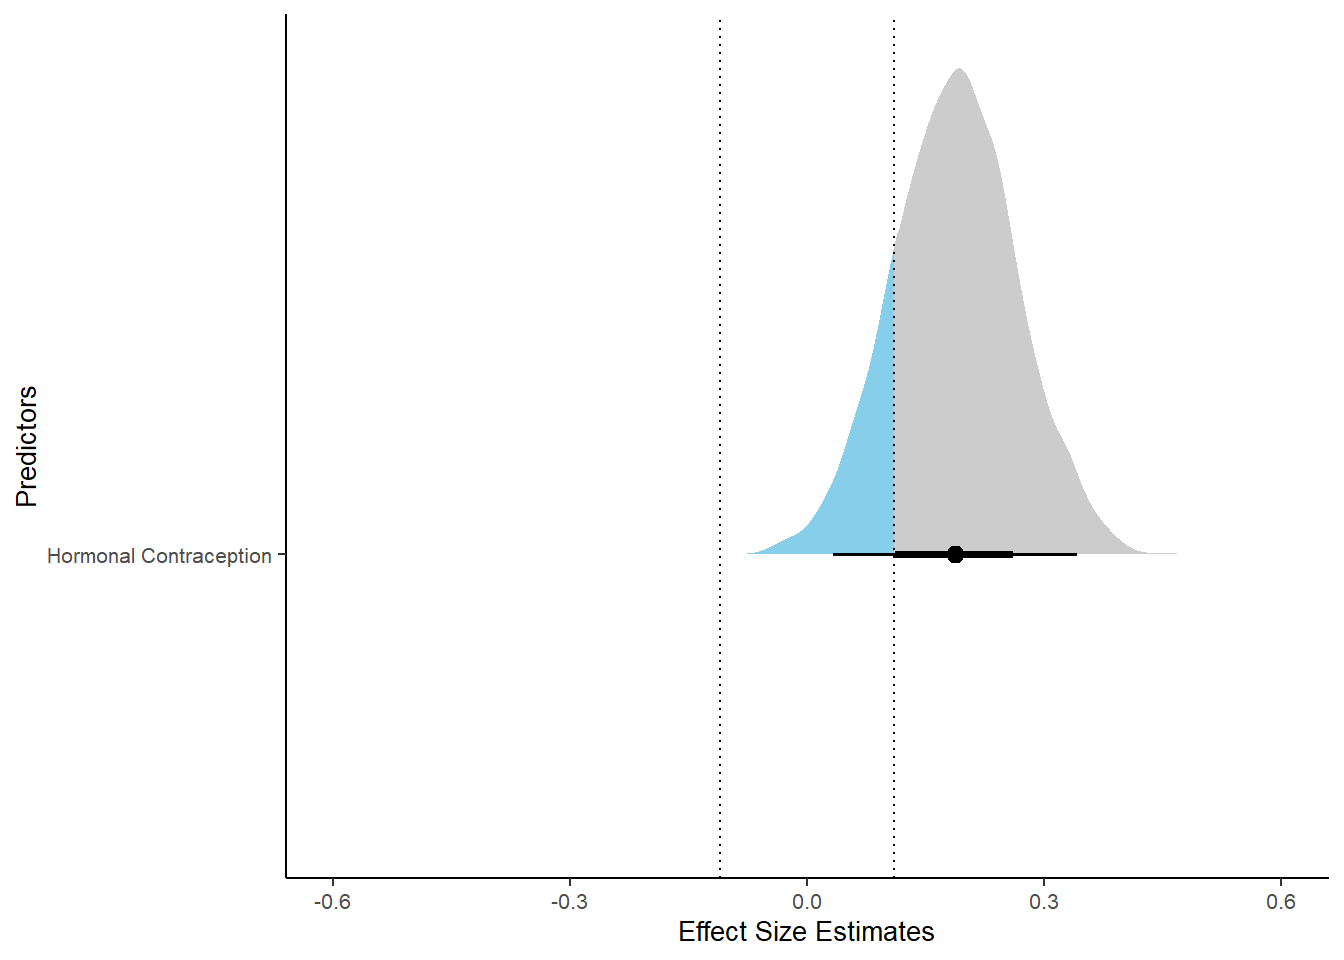 Predictors
Hormonal Contraception
-0.6
-0.3
0.0
0.3
0.6
Effect Size Estimates